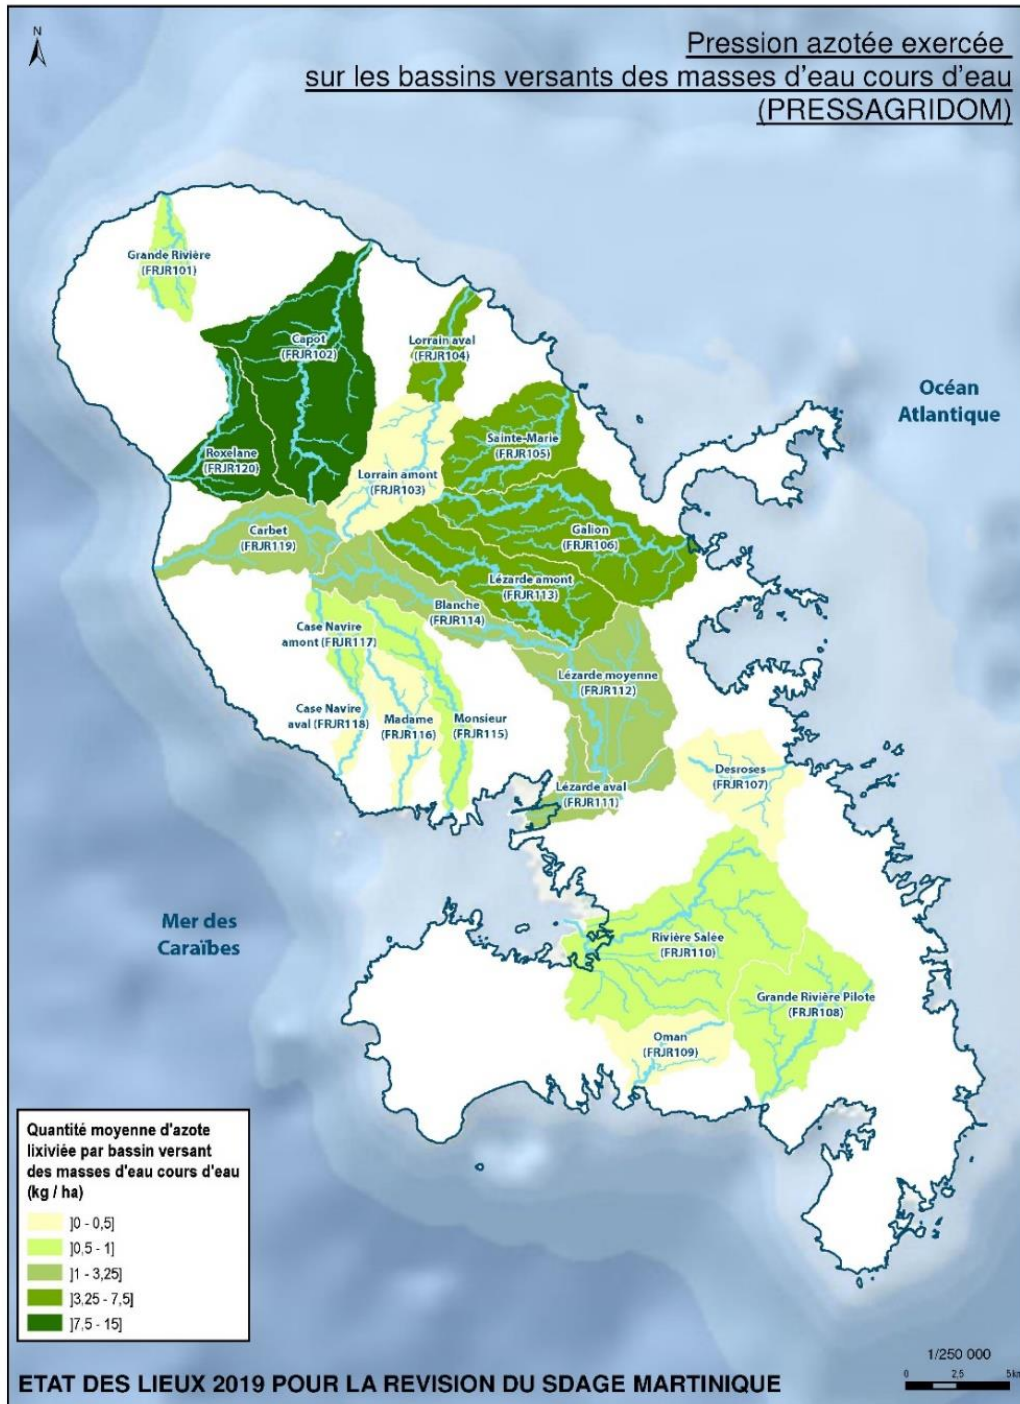 N
Pression azotée exercée
sur les bassins versants des masses d'eau cours d'eau
(PRESSAGRIDOM)
Grande Rivière
(FRJR101)
Capot
(FRJR102)
Lorrain aval
(FRJR104)
Océan
Atlantique
Sainte-Marie
(FRJR105)
Roxelane
(FRJR120)
Lorrain amont
(FRJR103)
Carbet
(FRJR119)
Galion
(FRJR106)
Lézarde amont
(FRJR113)
Blanche
(FRJR114)
Case Navire
amont (FRJR117)
Lézarde moyenne
(FRJR112)
Case Navire
aval (FRJR118)
Madame
(FRJR116)
Monsieur
(FRJR115)
Desroses
(FRJR107)
Lézarde aval
(FRJR111)
Mer des
Caraïbes
Rivière Salée
(FRJR110)
Grande Rivière Pilote
(FRJR108)
Oman
(FRJR109)
Quantité moyenne d'azote
lixiviée par bassin versant
des masses d'eau cours d'eau
(kg / ha)
]0 - 0,5]
]0,5 - 1]
]1 - 3,25]
]3,25 - 7,5]
]7,5 - 15]
1/250 000
0 2,5 5 km
ETAT DES LIEUX 2019 POUR LA REVISION DU SDAGE MARTINIQUE